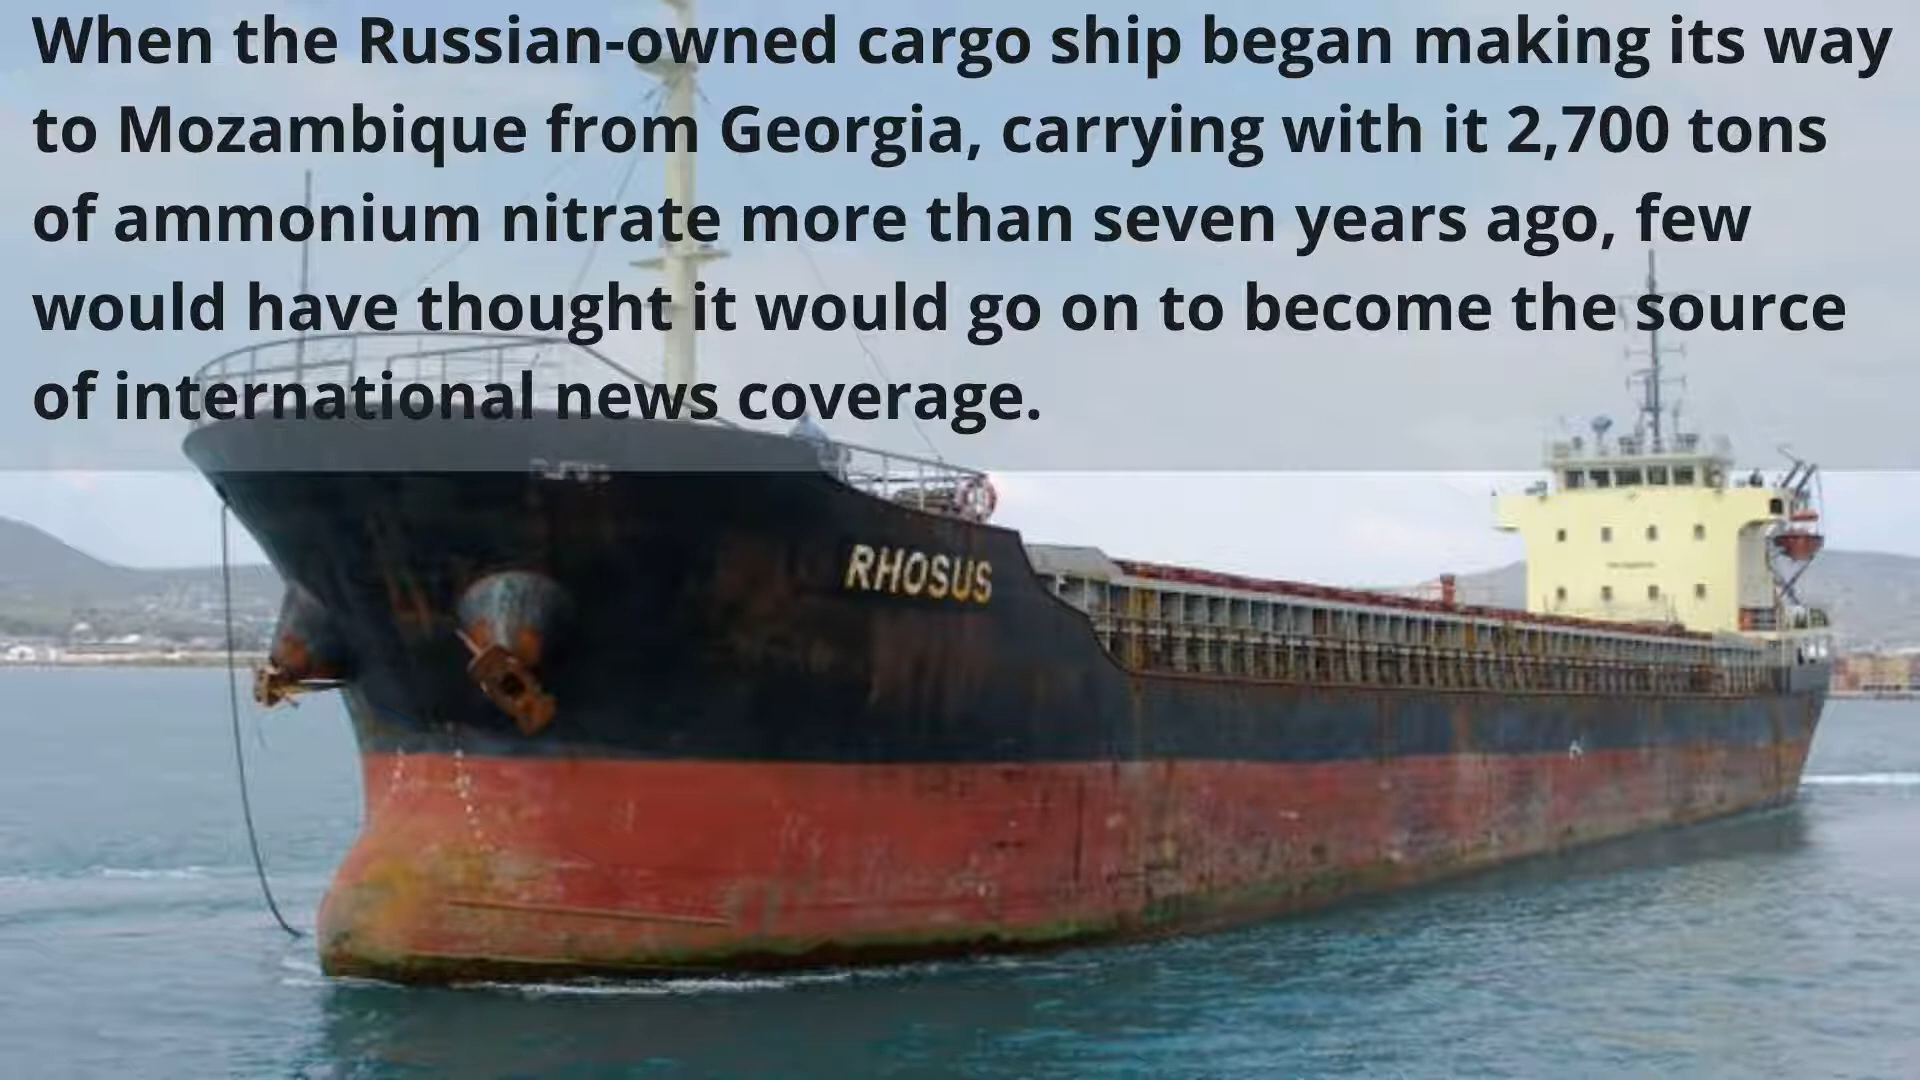 When the Russian-owned cargo ship began making its way
to Mozambique from Georgia, carrying with it 2,700 tons
of ammonium nitrate more than seven years ago, few
would have thought it would go on to become the source
of international news coverage.
RHOSUS